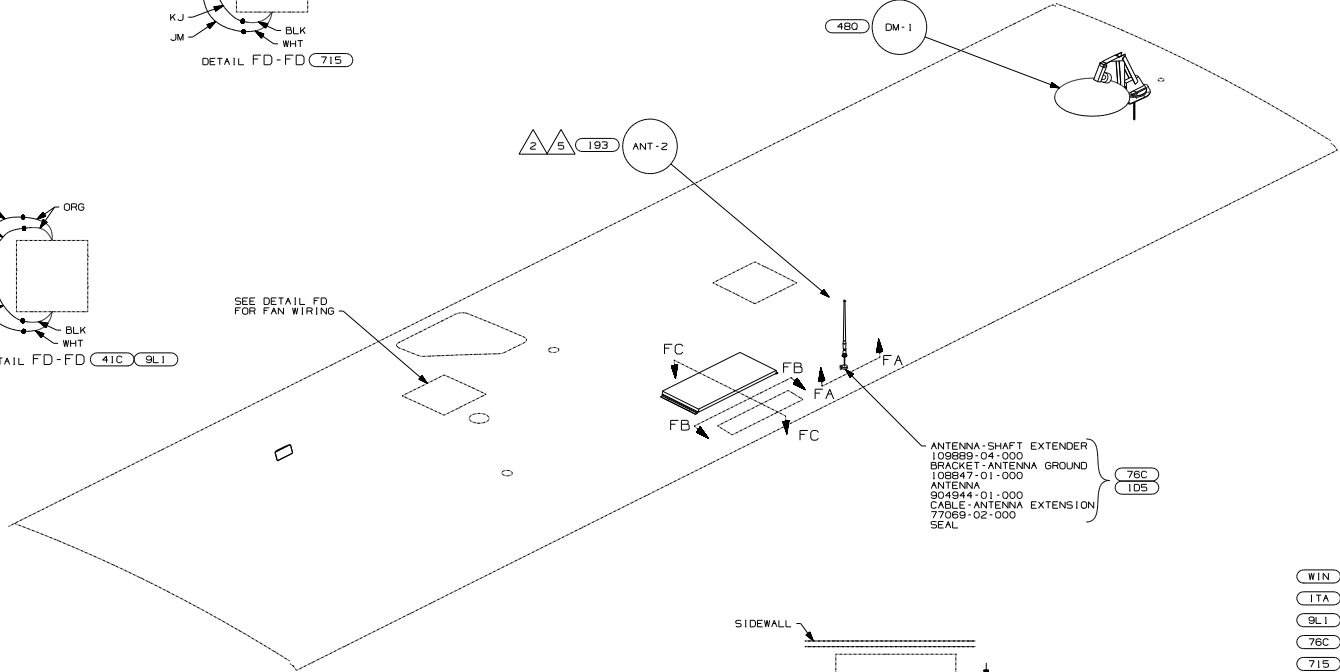 KJ
JM
BLK
WHT
DETAIL FD-FD 715
48Q DM-1
2 5 193 ANT-2
ORG
BLK
WHT
TAIL FD-FD 41C 9L1
SEE DETAIL FD
FOR FAN WIRING
FC
FB
FA
FA
FB
FC
ANTENNA-SHAFT EXTENDER
109889-04-000
BRACKET-ANTENNA GROUND
108847-01-000
ANTENNA
904944-01-000
CABLE-ANTENNA EXTENSION
77069-02-000
SEAL
76C
1D5
SIDEWALL
WIN
1TA
9L1
76C
715